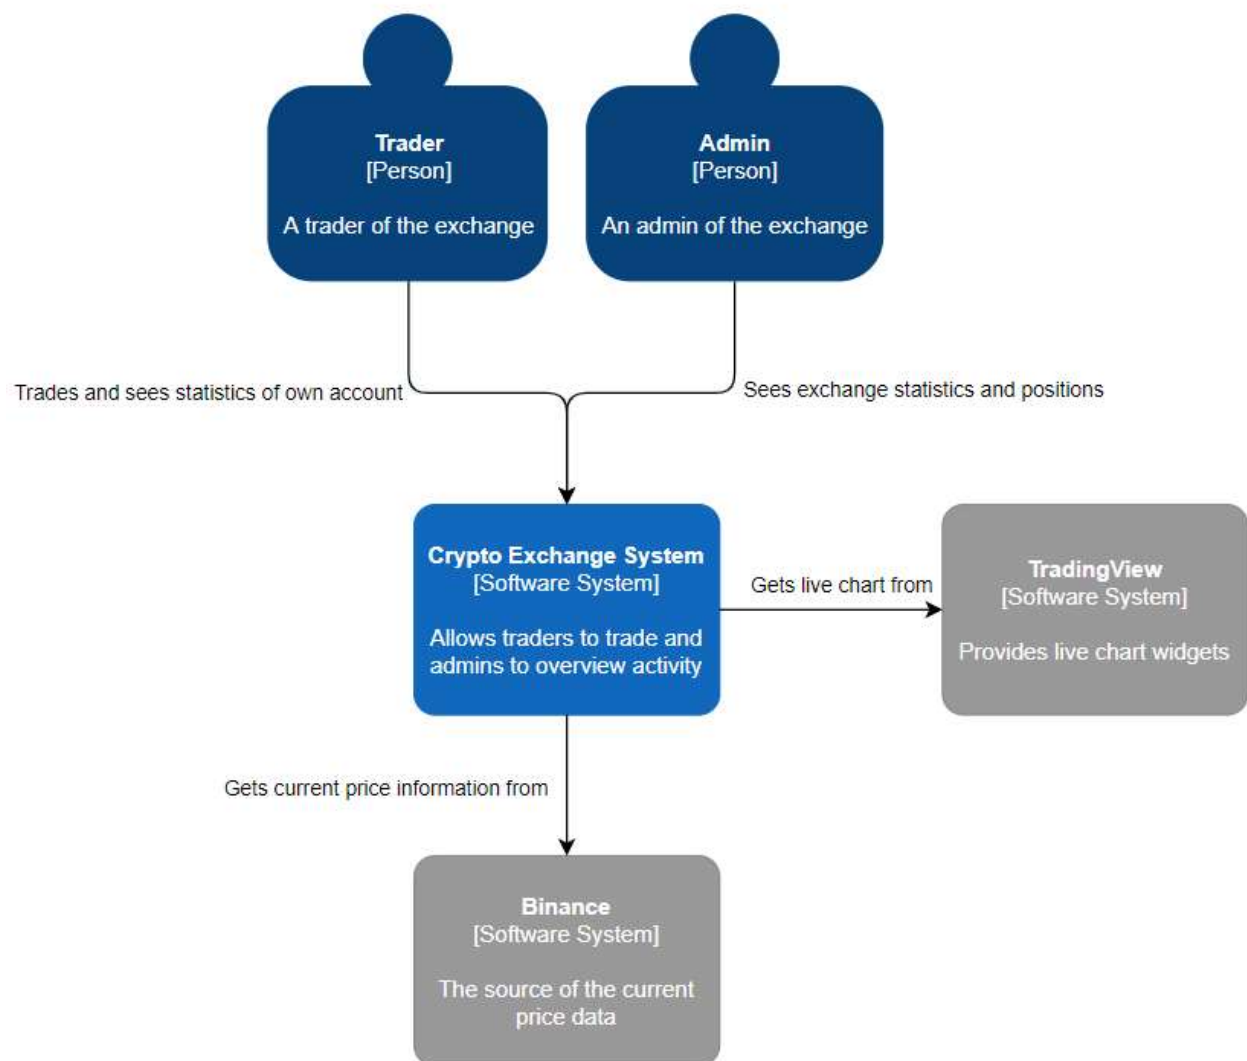 Trader
[Person]
A trader of the exchange
Admin
[Person]
An admin of the exchange
Trades and sees statistics of own account
Sees exchange statistics and positions
Crypto Exchange System
[Software System]
Allows traders to trade and
admins to overview activity
Gets live chart from
TradingView
[Software System]
Provides live chart widgets
Gets current price information from
Binance
[Software System]
The source of the current
price data